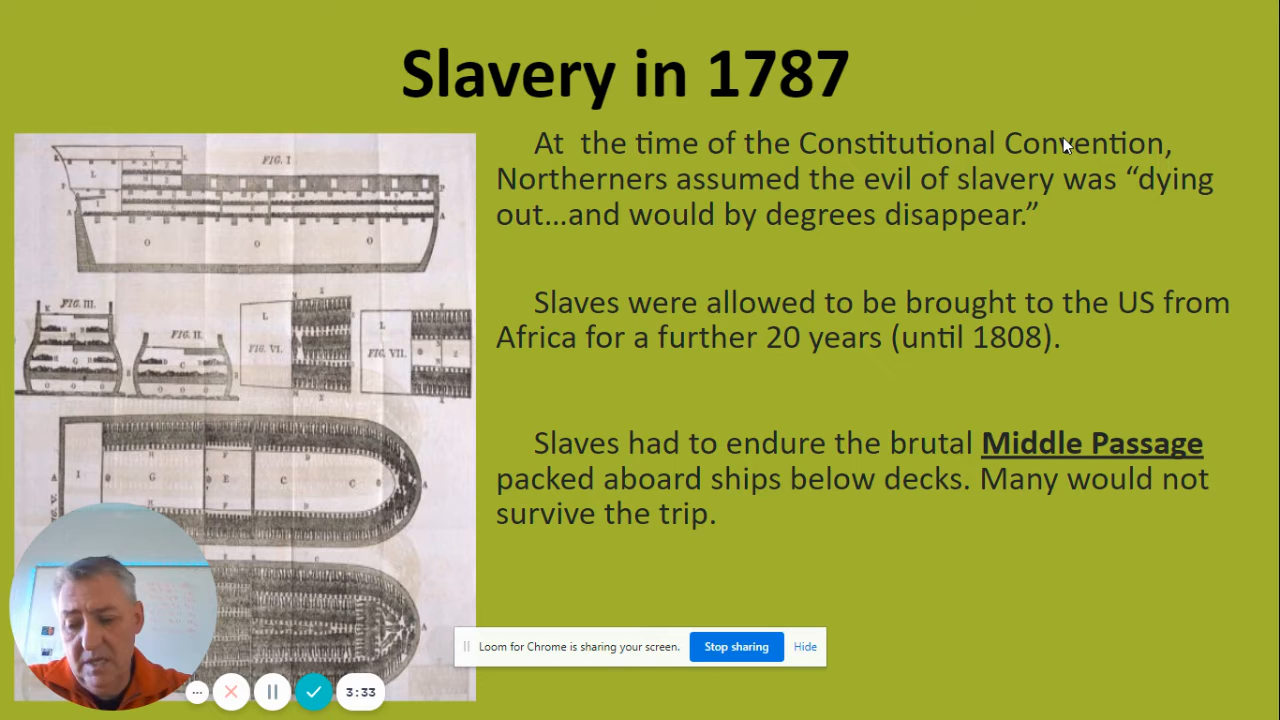 Slavery in 1787
At  the time of the Constitutional Convention,
Northerners assumed the evil of slavery was “dying
out...and would by degrees disappear.”
Slaves were allowed to be brought to the US from
Africa for a further 20 years (until 1808).
Slaves had to endure the brutal Middle Passage
packed aboard ships below decks. Many would not
survive the trip.
FIG. I
FIG. III.
FIG. II.
FIG. VI.
FIG. VII.
L
O O O
L
L
A I G E C C A
Loom for Chrome is sharing your screen. Stop sharing Hide
3:33